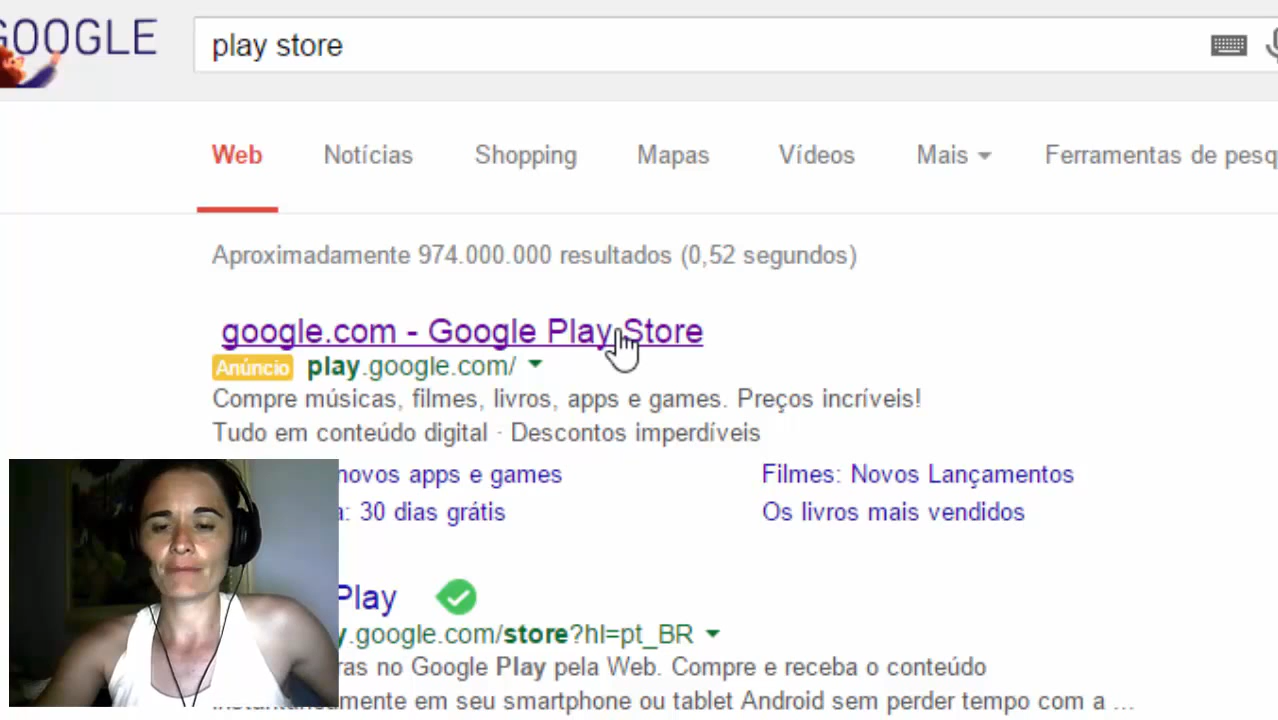 GOOGLE
play store
Web Notícias Shopping Mapas Vídeos Mais Ferramentas de
Aproximadamente 974.000.000 resultados (0,52 segundos)
google.com - Google Play Store
Anúncio play.google.com/
Compre músicas, filmes, livros, apps e games. Preços incríveis!
Tudo em conteúdo digital · Descontos imperdíveis
novos apps e games Filmes: Novos Lançamentos
30 dias grátis Os livros mais vendidos
Play
.google.com/store?hl=pt_BR
no Google Play pela Web. Compre e receba o conteúdo
em seu smartphone ou tablet Android sem perder tempo com a ...